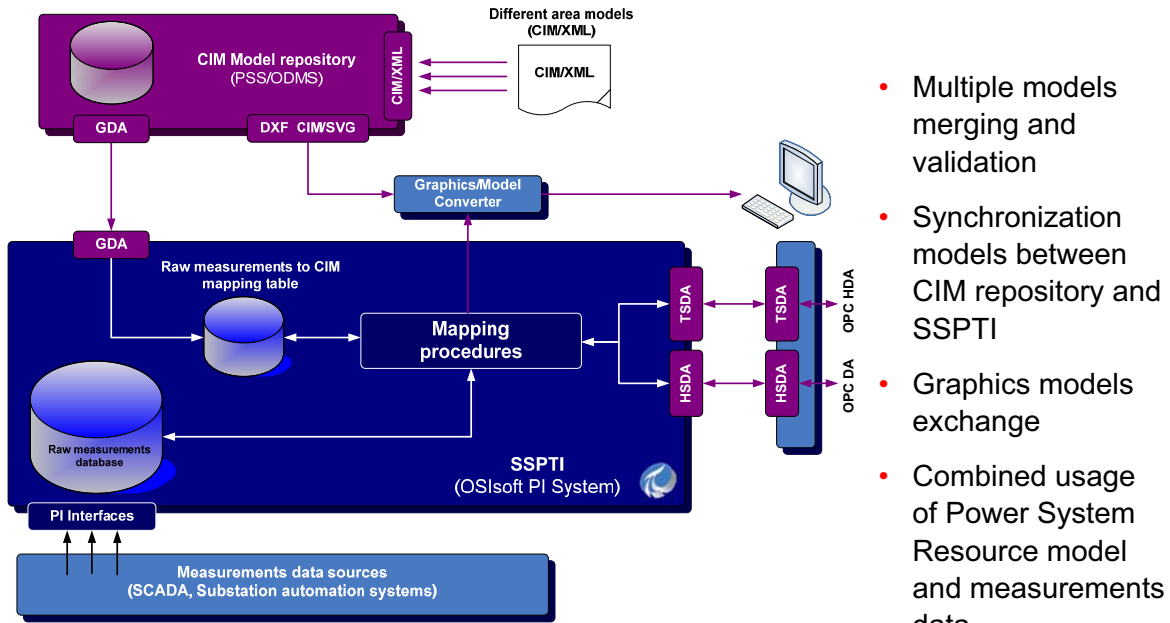 Different area models
(CIM/XML)
CIM Model repository
(PSS/ODMS)
CIM/XML
CIM/XML
GDA
DXF CIM/SVG
Graphics/Model
Converter
GDA
Raw measurements to CIM
mapping table
Mapping
procedures
TSDA
TSDA
OPC HDA
HSDA
HSDA
OPC DA
Raw measurements
database
SSPTI
(OSIsoft PI System)
PI Interfaces
Measurements data sources
(SCADA, Substation automation systems)
• Multiple models
merging and
validation
• Synchronization
models between
CIM repository and
SSPTI
• Graphics models
exchange
• Combined usage
of Power System
Resource model
and measurements
data